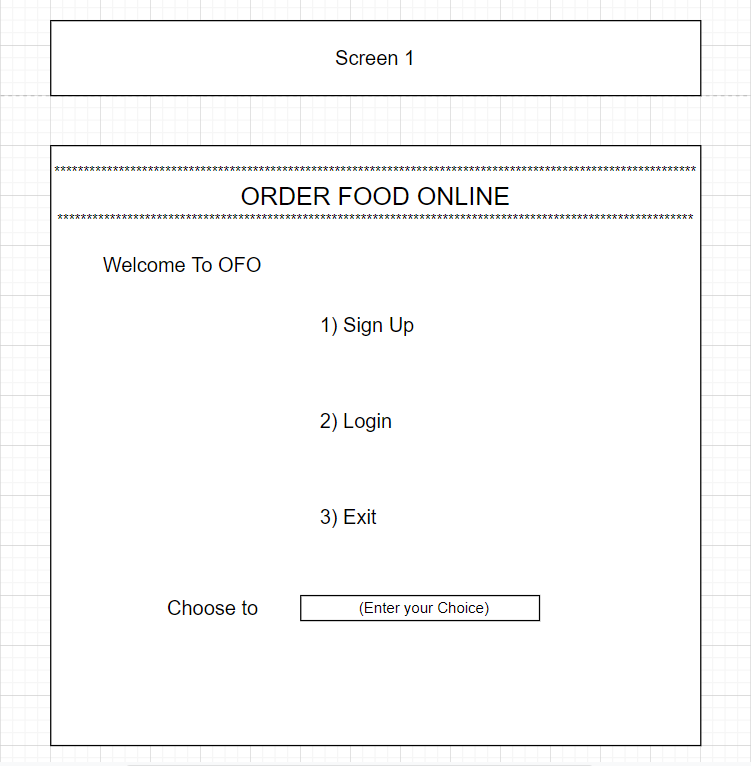 Screen 1
************************************************************************************************************
ORDER FOOD ONLINE
***********************************************************************************************************
Welcome To OFO
1) Sign Up
2) Login
3) Exit
Choose to (Enter your Choice)